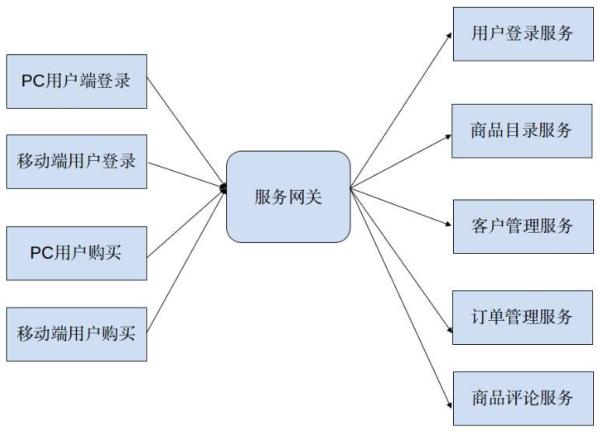 PC用户端登录
移动端用户登录
PC用户购买
移动端用户购买
服务网关
用户登录服务
商品目录服务
客户管理服务
订单管理服务
商品评论服务